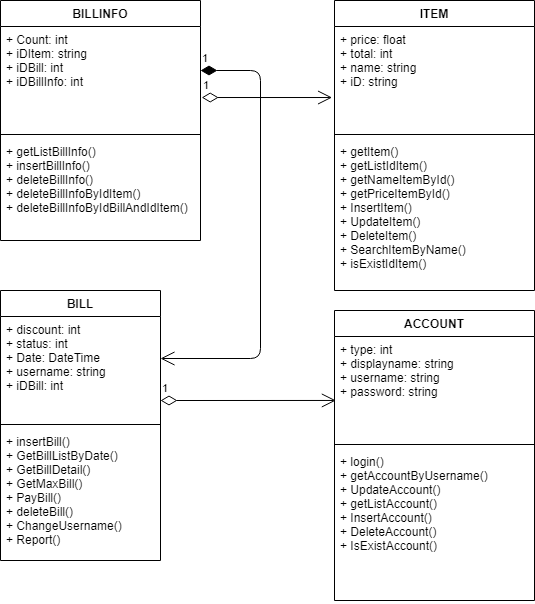 BILLINFO
+ Count: int
+ iDItem: string
+ iDBill: int
+ iDBillInfo: int
+ getListBillInfo()
+ insertBillInfo()
+ deleteBillInfo()
+ deleteBillInfoByIdItem()
+ deleteBillInfoByIdBillAndIdItem()
1
1
ITEM
+ price: float
+ total: int
+ name: string
+ iD: string
+ getItem()
+ getListIdItem()
+ getNameItemById()
+ getPriceItemById()
+ InsertItem()
+ UpdateItem()
+ DeleteItem()
+ SearchItemByName()
+ isExistIdItem()
BILL
+ discount: int
+ status: int
+ Date: DateTime
+ username: string
+ iDBill: int
+ insertBill()
+ GetBillListByDate()
+ GetBillDetail()
+ GetMaxBill()
+ PayBill()
+ deleteBill()
+ ChangeUsername()
+ Report()
1
ACCOUNT
+ type: int
+ displayname: string
+ username: string
+ password: string
+ login()
+ getAccountByUsername()
+ UpdateAccount()
+ getListAccount()
+ InsertAccount()
+ DeleteAccount()
+ IsExistAccount()